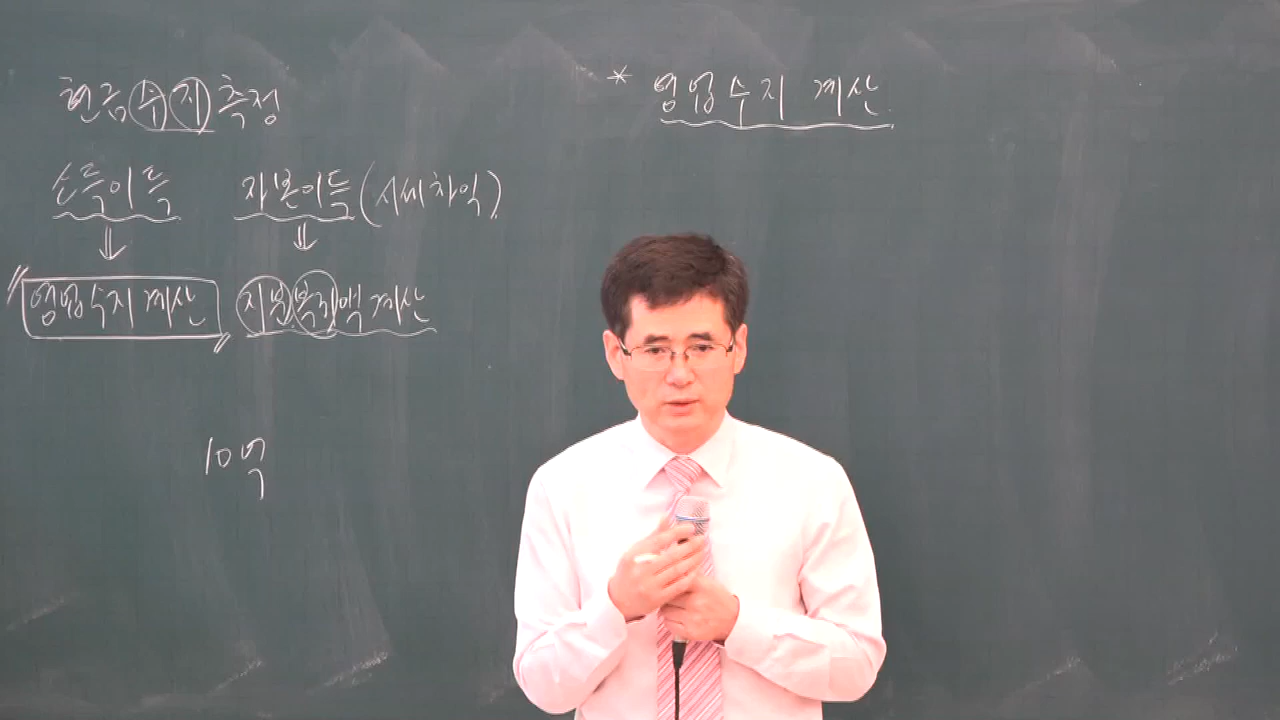 현금수지측정
소득이득 자본이득(시세차익)
⇓ ⇓
영업수지계산 지분복귀액 계산
10억
* 영업수지 계산